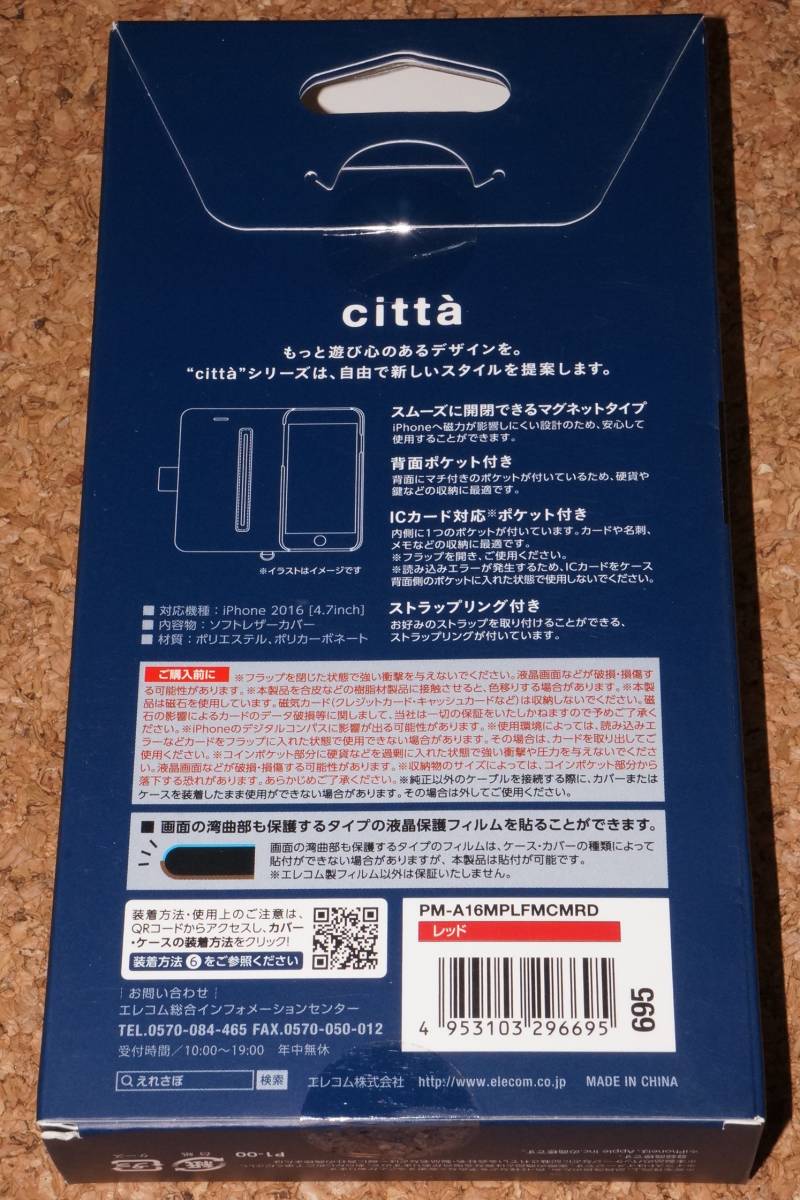 città
もっと遊び心のあるデザインを。
“città”シリーズは、自由で新しいスタイルを提案します。
スムーズに開閉できるマグネットタイプ
iPhoneへ磁力が影響しにくい設計のため、安心して
使用することができます。
背面ポケット付き
背面にマチ付きのポケットが付いているため、硬貨や
鍵などの収納に最適です。
ICカード対応※ポケット付き
内側に1つのポケットが付いています。カードや名刺、
メモなどの収納に最適です。
※フラップを開き、ご使用ください。
※読み込みエラーが発生するため、ICカードをケース
背面側のポケットに入れた状態で使用しないでください。
ストラップリング付き
お好みのストラップを取り付けることができる、
ストラップリングが付いています。
※イラストはイメージです
■ 対応機種：iPhone 2016 [4.7inch]
■ 内容物：ソフトレザーカバー
■ 材質：ポリエステル、ポリカーボネート
ご購入前に ※フラップを閉じた状態で強い衝撃を与えないでください。液晶画面などが破損・損傷す
る可能性があります。※本製品を合皮などの樹脂材製品に接触させると、色移りする場合があります。※本製
品は磁石を使用しています。磁気カード(クレジットカード・キャッシュカードなど)は収納しないでください。磁
石の影響によるカードのデータ破損等に関しまして、当社は一切の保証をいたしかねますので予めご了承く
ださい。※iPhoneのデジタルコンパスに影響が出る可能性があります。※使用環境によっては、読み込みエ
ラーなどカードをフラップに入れた状態で使用できない場合があります。その場合は、カードを取り出してご
使用ください。※コインポケット部分に硬貨などを過剰に入れた状態で強い衝撃や圧力を与えないでくださ
い。液晶画面などが破損・損傷する可能性があります。※収納物のサイズによっては、コインポケット部分から
落下する恐れがあります。あらかじめご了承ください。※純正以外のケーブルを接続する際に、カバーまたは
ケースを装着したまま使用ができない場合があります。その場合は外してご使用ください。
■ 画面の湾曲部も保護するタイプの液晶保護フィルムを貼ることができます。
画面の湾曲部も保護するタイプのフィルムは、ケース・カバーの種類によって
貼付ができない場合がありますが、本製品は貼付が可能です。
※エレコム製フィルム以外は保証いたしません。
装着方法・使用上のご注意は、
QRコードからアクセスし、カバー
・ケースの装着方法をクリック!
装着方法 6 をご参照ください
PM-A16MPLFMCMRD
レッド
4 953103 296695
695
お問い合わせ
エレコム総合インフォメーションセンター
TEL.0570-084-465 FAX.0570-050-012
受付時間／10:00～19:00 年中無休
えれさぽ 検索 エレコム株式会社 http://www.elecom.co.jp MADE IN CHINA
P1-00
紙 プラ
台紙 ケース